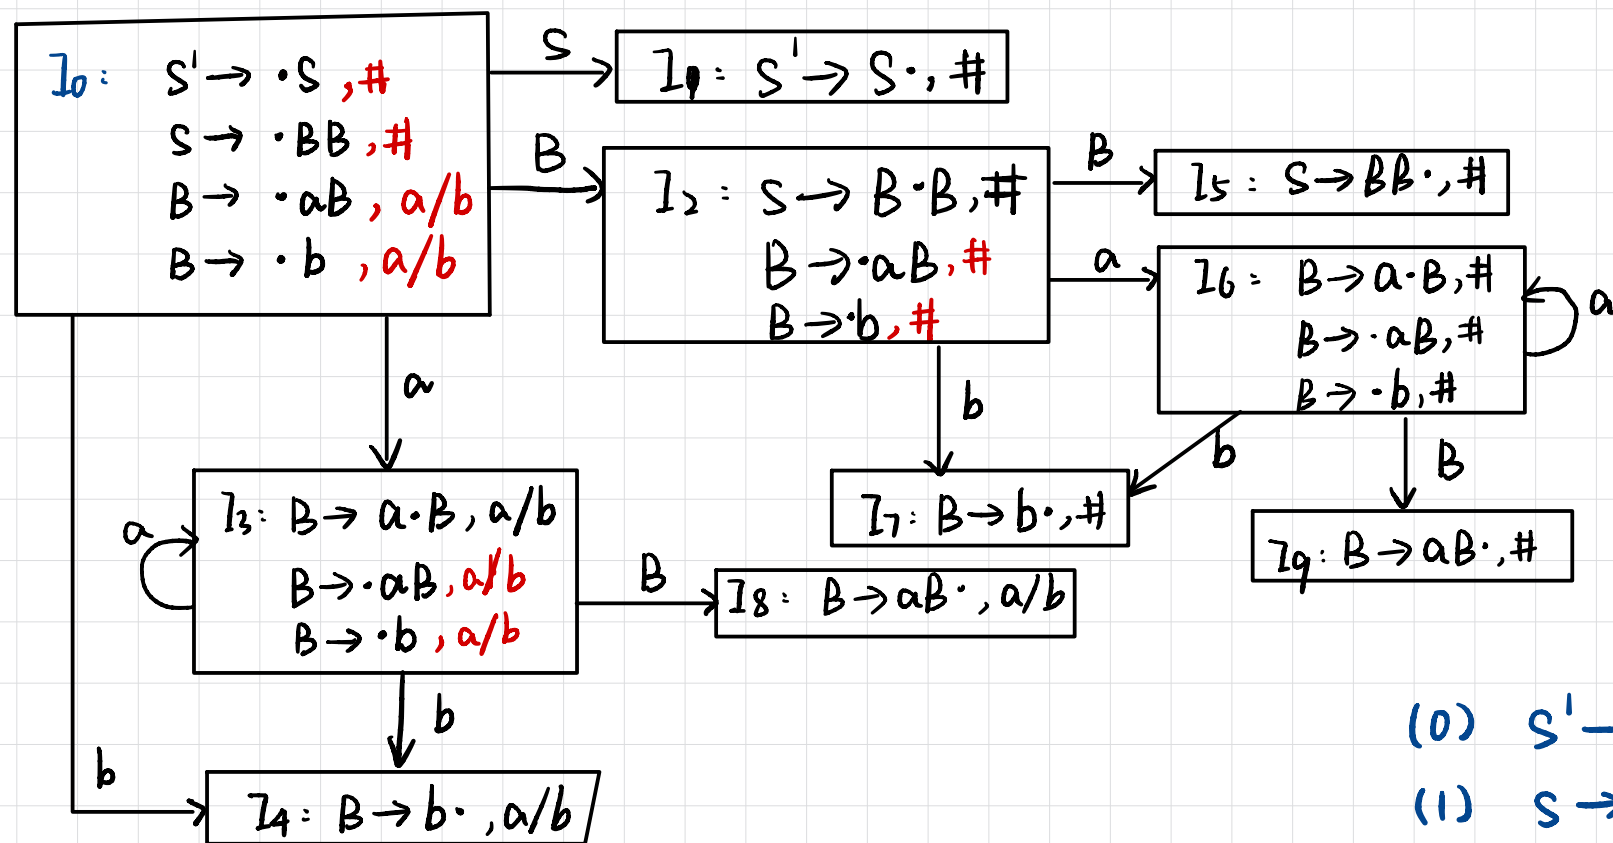 I0: S' → ·S ,#
S → ·BB ,#
B → ·aB , a/b
B → ·b , a/b
S
I1: S' → S·, #
B
I2: S → B·B, #
B → ·aB, #
B → ·b, #
B
I5: S → BB·, #
a
I6: B → a·B, #
B → ·aB, #
B → ·b, #
a
a
b
b
B
I3: B → a·B, a/b
B → ·aB, a/b
B → ·b, a/b
a
B
I7: B → b·, #
I9: B → aB·, #
I8: B → aB·, a/b
b
b
I4: B → b·, a/b
(0) S' –
(1) S →